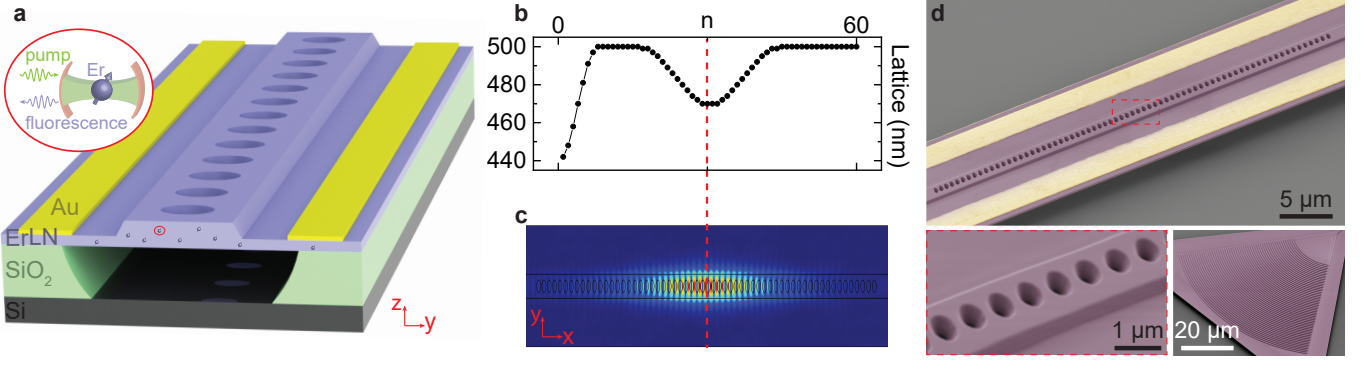 a
pump
Er
fluorescence
Au
ErLN
SiO₂
Si
z
y
b
0
n
60
500
480
460
440
Lattice (nm)
c
y
x
d
5 µm
1 µm
20 µm